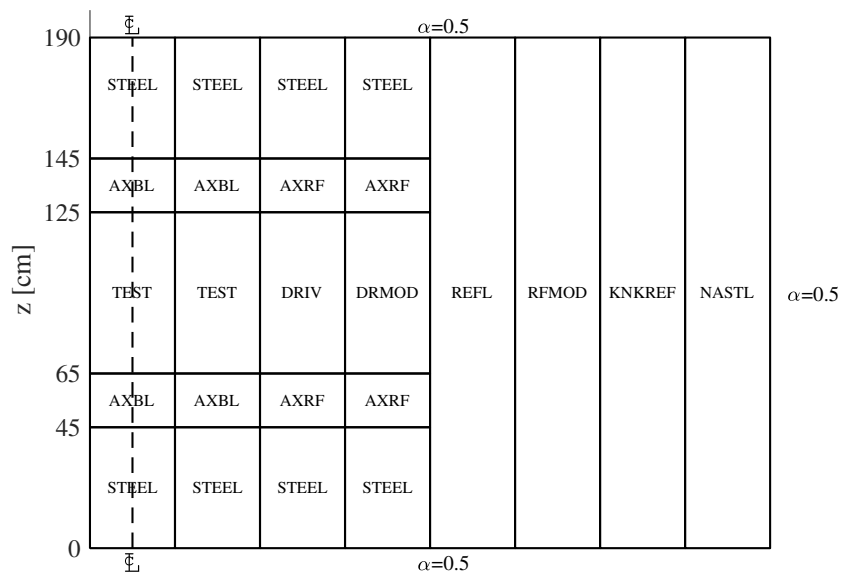 ℄ α=0.5
190
STEEL STEEL STEEL STEEL
145
AXBL AXBL AXRF AXRF
125
z [cm]
TEST TEST DRIV DRMOD REFL RFMOD KNKREF NASTL α=0.5
65
AXBL AXBL AXRF AXRF
45
STEEL STEEL STEEL STEEL
0
℄ α=0.5